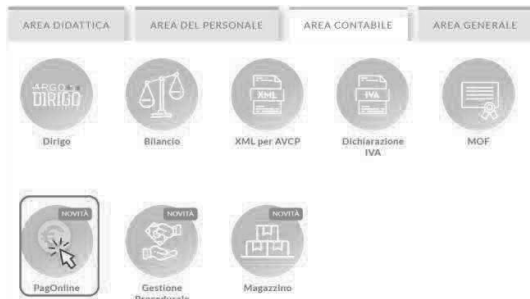 AREA DIDATTICA
AREA DEL PERSONALE
AREA CONTABILE
AREA GENERALE
ARGO
DIRIGO
XML
IVA
Dirigo
Bilancio
XML per AVCP
Dichiarazione
IVA
MOF
NOVITÀ
NOVITÀ
NOVITÀ
PagOnline
Gestione
Procedurale
Magazzino